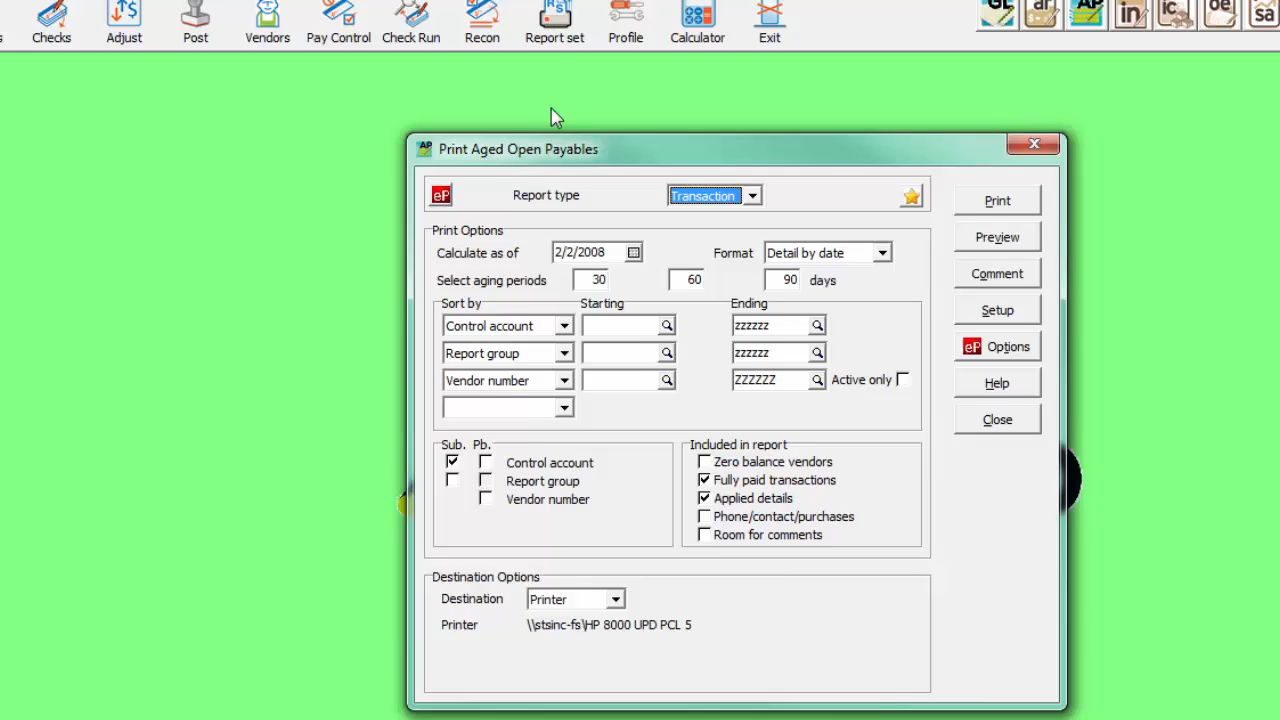 s Checks Adjust Post Vendors Pay Control Check Run Recon Report set Profile Calculator Exit
GL ar AP in ic oe sa
AP Print Aged Open Payables
eP Report type Transaction Print
Print Options
Preview
Calculate as of 2/2/2008 Format Detail by date
Select aging periods 30 60 90 days Comment
Sort by Starting Ending
Setup
Control account zzzzzz
Report group zzzzzz eP Options
Vendor number ZZZZZZ Active only Help
Close
Sub. Pb. Included in report
Control account Zero balance vendors
Report group Fully paid transactions
Vendor number Applied details
Phone/contact/purchases
Room for comments
Destination Options
Destination Printer
Printer \\stsinc-fs\HP 8000 UPD PCL 5